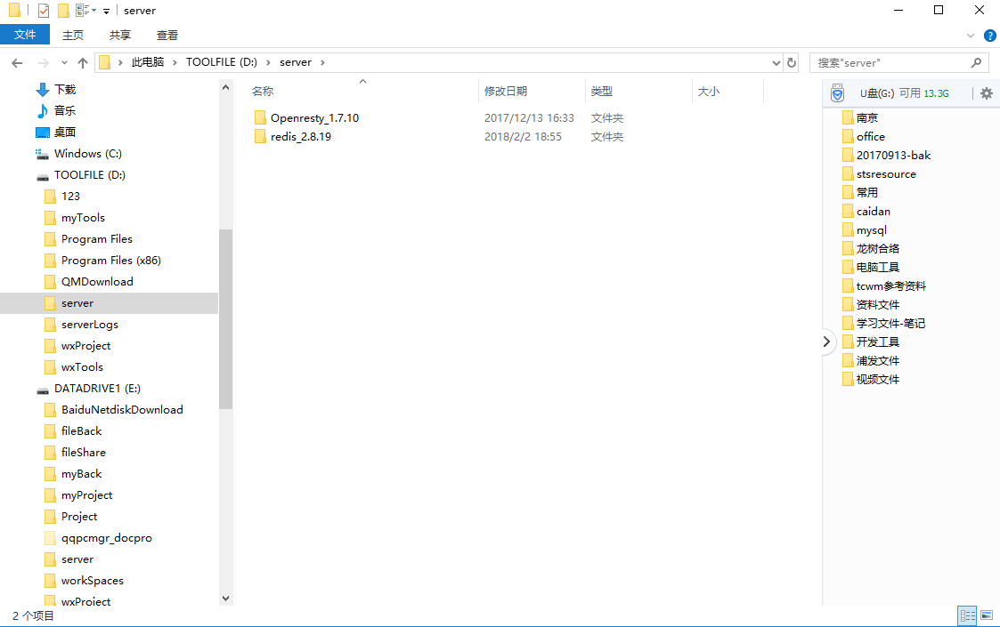 server
文件 主页 共享 查看
此电脑 TOOLFILE (D:) server 搜索"server"
下载
音乐
桌面
Windows (C:)
TOOLFILE (D:)
123
myTools
Program Files
Program Files (x86)
QMDownload
server
serverLogs
wxProject
wxTools
DATADRIVE1 (E:)
BaiduNetdiskDownload
fileBack
fileShare
myBack
myProject
Project
qqpcmgr_docpro
server
workSpaces
wxProject
名称 修改日期 类型 大小
Openresty_1.7.10 2017/12/13 16:33 文件夹
redis_2.8.19 2018/2/2 18:55 文件夹
U盘(G:) 可用 13.3G
南京
office
20170913-bak
stsresource
常用
caidan
mysql
龙树合络
电脑工具
tcwm参考资料
资料文件
学习文件-笔记
开发工具
浦发文件
视频文件
2 个项目